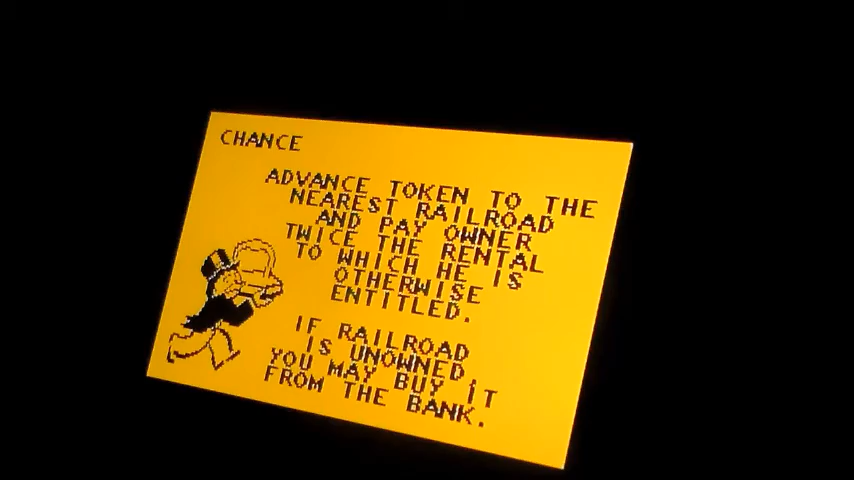 CHANCE
ADVANCE TOKEN TO THE
NEAREST RAILROAD
AND PAY OWNER
TWICE THE RENTAL
TO WHICH HE IS
OTHERWISE
ENTITLED.
IF RAILROAD
IS UNOWNED,
YOU MAY BUY IT
FROM THE BANK.